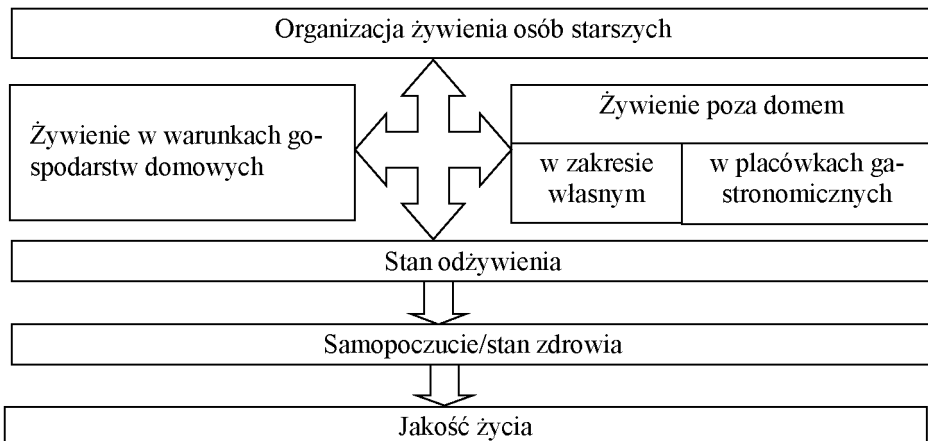 Organizacja żywienia osób starszych
Żywienie w warunkach go-
spodarstw domowych
Żywienie poza domem
w zakresie
własnym
w placówkach ga-
stronomicznych
Stan odżywienia
Samopoczucie/stan zdrowia
Jakość życia